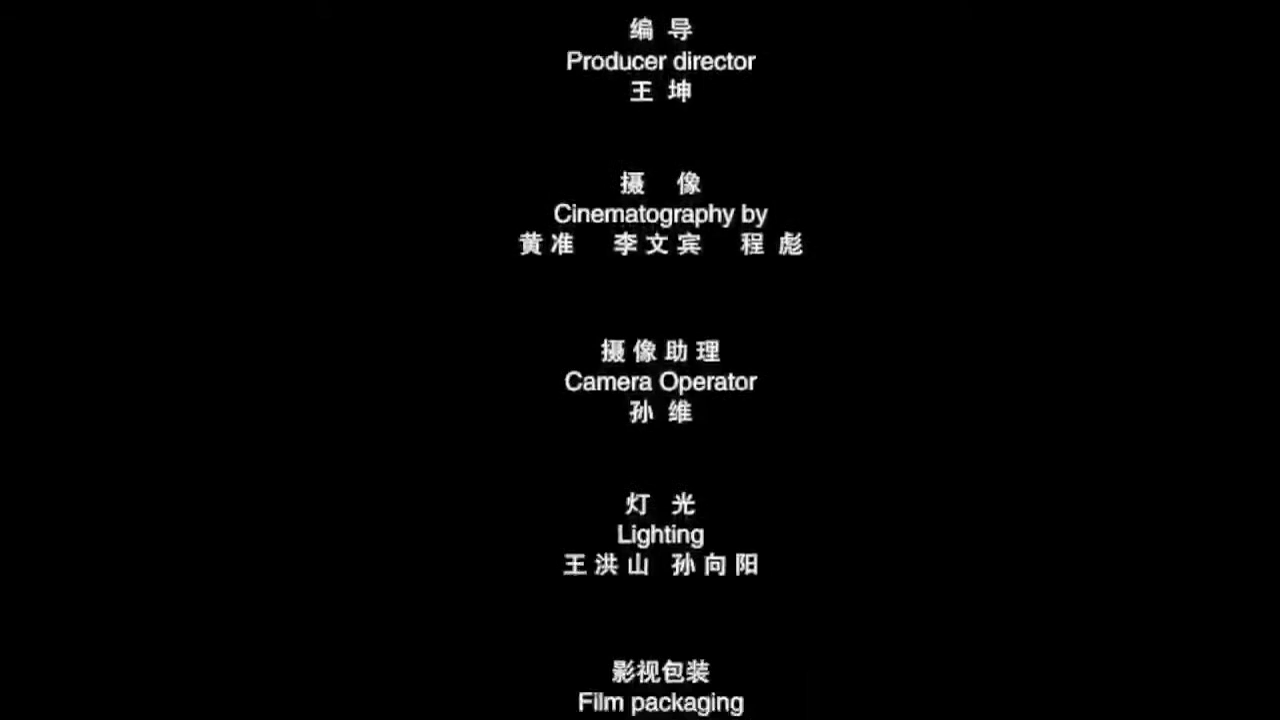 编 导
Producer director
王 坤
摄 像
Cinematography by
黄准 李文宾 程 彪
摄像助理
Camera Operator
孙 维
灯 光
Lighting
王洪山 孙向阳
影视包装
Film packaging